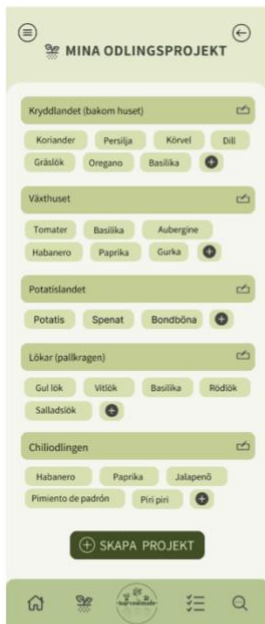 MINA ODLINGSPROJEKT
Kryddlandet (bakom huset)
Koriander Persilja Körvel Dill
Gräslök Oregano Basilika
Växthuset
Tomater Basilika Aubergine
Habanero Paprika Gurka
Potatislandet
Potatis Spenat Bondböna
Lökar (pallkragen)
Gul lök Vitlök Basilika Rödlök
Salladslök
Chiliodlingen
Habanero Paprika Jalapenõ
Pimiento de padrón Piri piri
SKAPA PROJEKT